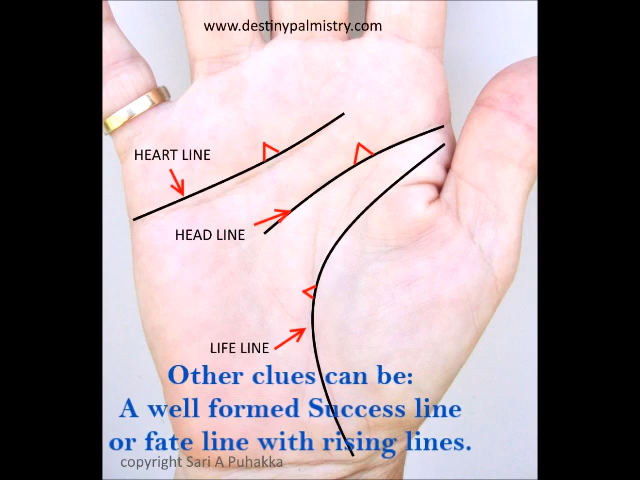 www.destinypalmistry.com
HEART LINE
HEAD LINE
LIFE LINE
Other clues can be:
A well formed Success line
or fate line with rising lines.
copyright Sari A Puhakka